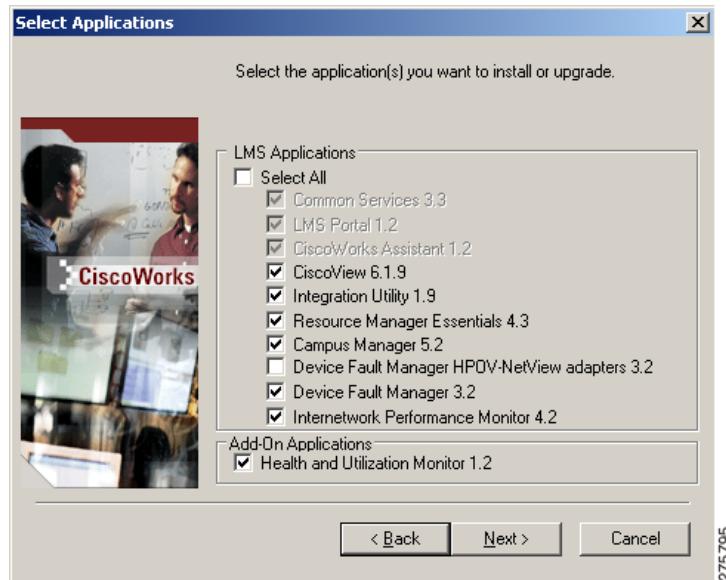 Select Applications
Select the application(s) you want to install or upgrade.
LMS Applications
Select All
Common Services 3.3
LMS Portal 1.2
CiscoWorks Assistant 1.2
CiscoView 6.1.9
Integration Utility 1.9
Resource Manager Essentials 4.3
Campus Manager 5.2
Device Fault Manager HPOV-NetView adapters 3.2
Device Fault Manager 3.2
Internetwork Performance Monitor 4.2
Add-On Applications
Health and Utilization Monitor 1.2
CiscoWorks
< Back
Next >
Cancel